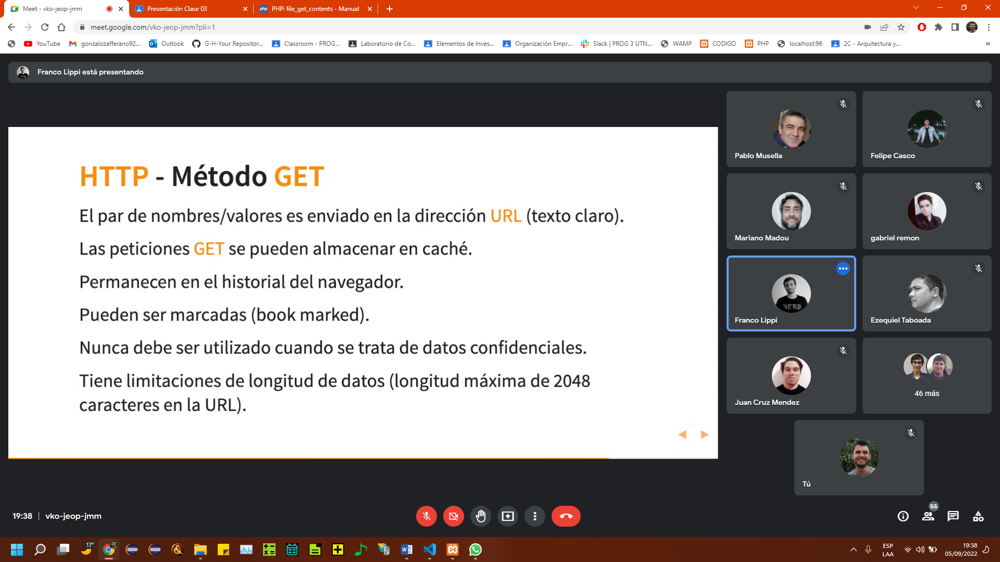 Meet - vko-jeop-jmm
Presentación Clase 03
PHP: file_get_contents - Manual
meet.google.com/vko-jeop-jmm?pli=1
YouTube
gonzalozafferano92...
Outlook
G-H-Your Repositor...
Classroom - PROG...
Laboratorio de Co...
Elementos de Inves...
Organización Empr...
Slack | PROG 3 UTN...
WAMP
CODIGO
PHP
localhost:96
2C - Arquitectura y...
»
Franco Lippi está presentando
HTTP - Método GET
El par de nombres/valores es enviado en la dirección URL (texto claro).
Las peticiones GET se pueden almacenar en caché.
Permanecen en el historial del navegador.
Pueden ser marcadas (book marked).
Nunca debe ser utilizado cuando se trata de datos confidenciales.
Tiene limitaciones de longitud de datos (longitud máxima de 2048
caracteres en la URL).
Pablo Musella
Felipe Casco
Mariano Madou
gabriel remon
Franco Lippi
Ezequiel Taboada
Juan Cruz Mendez
46 más
Tú
19:38 | vko-jeop-jmm
55
17°
ESP
LAA
19:38
05/09/2022